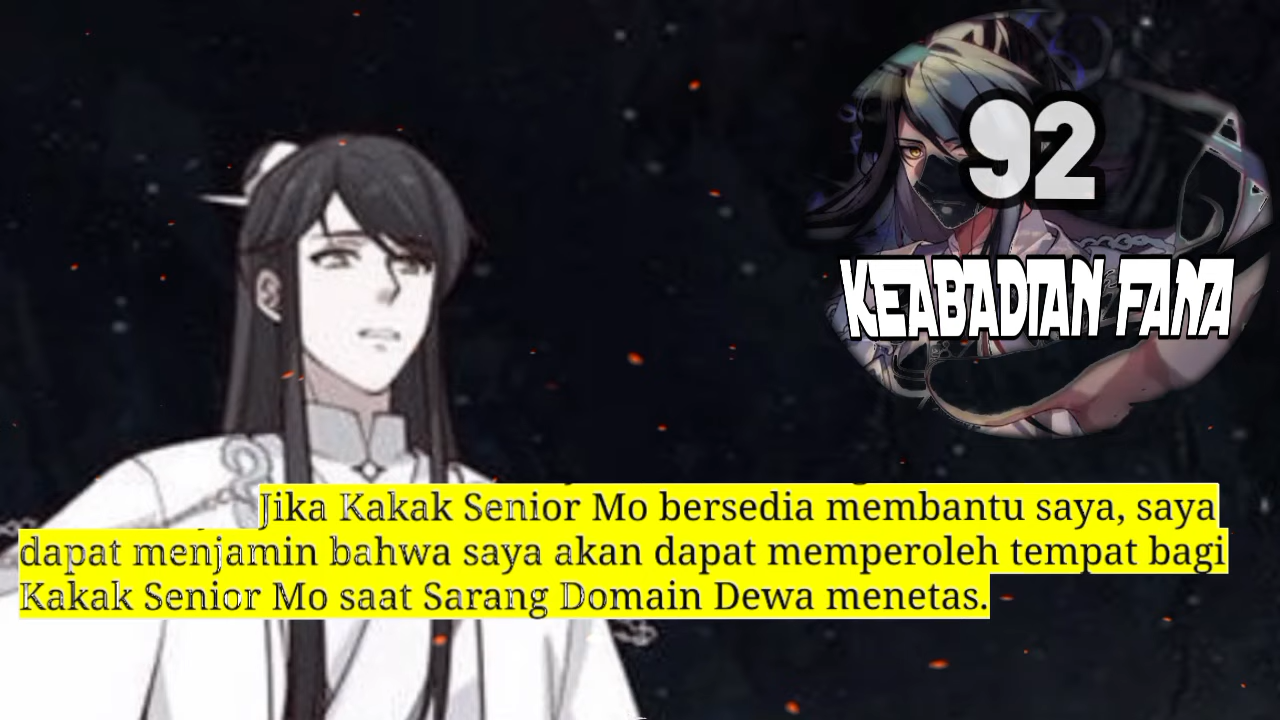 92
KEABADIAN FANA
Jika Kakak Senior Mo bersedia membantu saya, saya
dapat menjamin bahwa saya akan dapat memperoleh tempat bagi
Kakak Senior Mo saat Sarang Domain Dewa menetas.